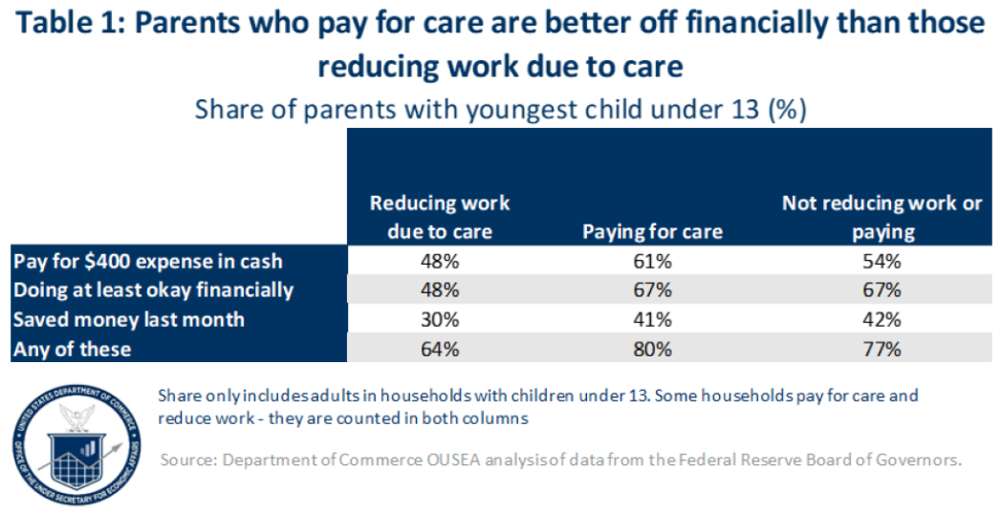 Table 1: Parents who pay for care are better off financially than those
reducing work due to care
Share of parents with youngest child under 13 (%)
Reducing work due to care Paying for care Not reducing work or paying
Pay for $400 expense in cash 48% 61% 54%
Doing at least okay financially 48% 67% 67%
Saved money last month 30% 41% 42%
Any of these 64% 80% 77%
Share only includes adults in households with children under 13. Some households pay for care and
reduce work - they are counted in both columns
Source: Department of Commerce OUSEA analysis of data from the Federal Reserve Board of Governors.
UNITED STATES DEPARTMENT OF COMMERCE
OFFICE OF THE UNDER SECRETARY FOR ECONOMIC AFFAIRS